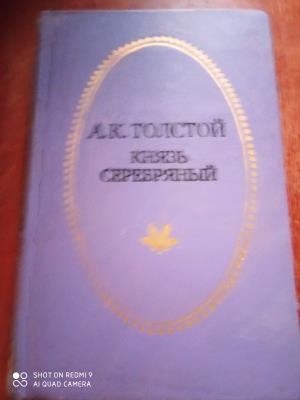 А.К. ТОЛСТОЙ
КНЯЗЬ
СЕРЕБРЯНЫЙ
SHOT ON REDMI 9
AI QUAD CAMERA